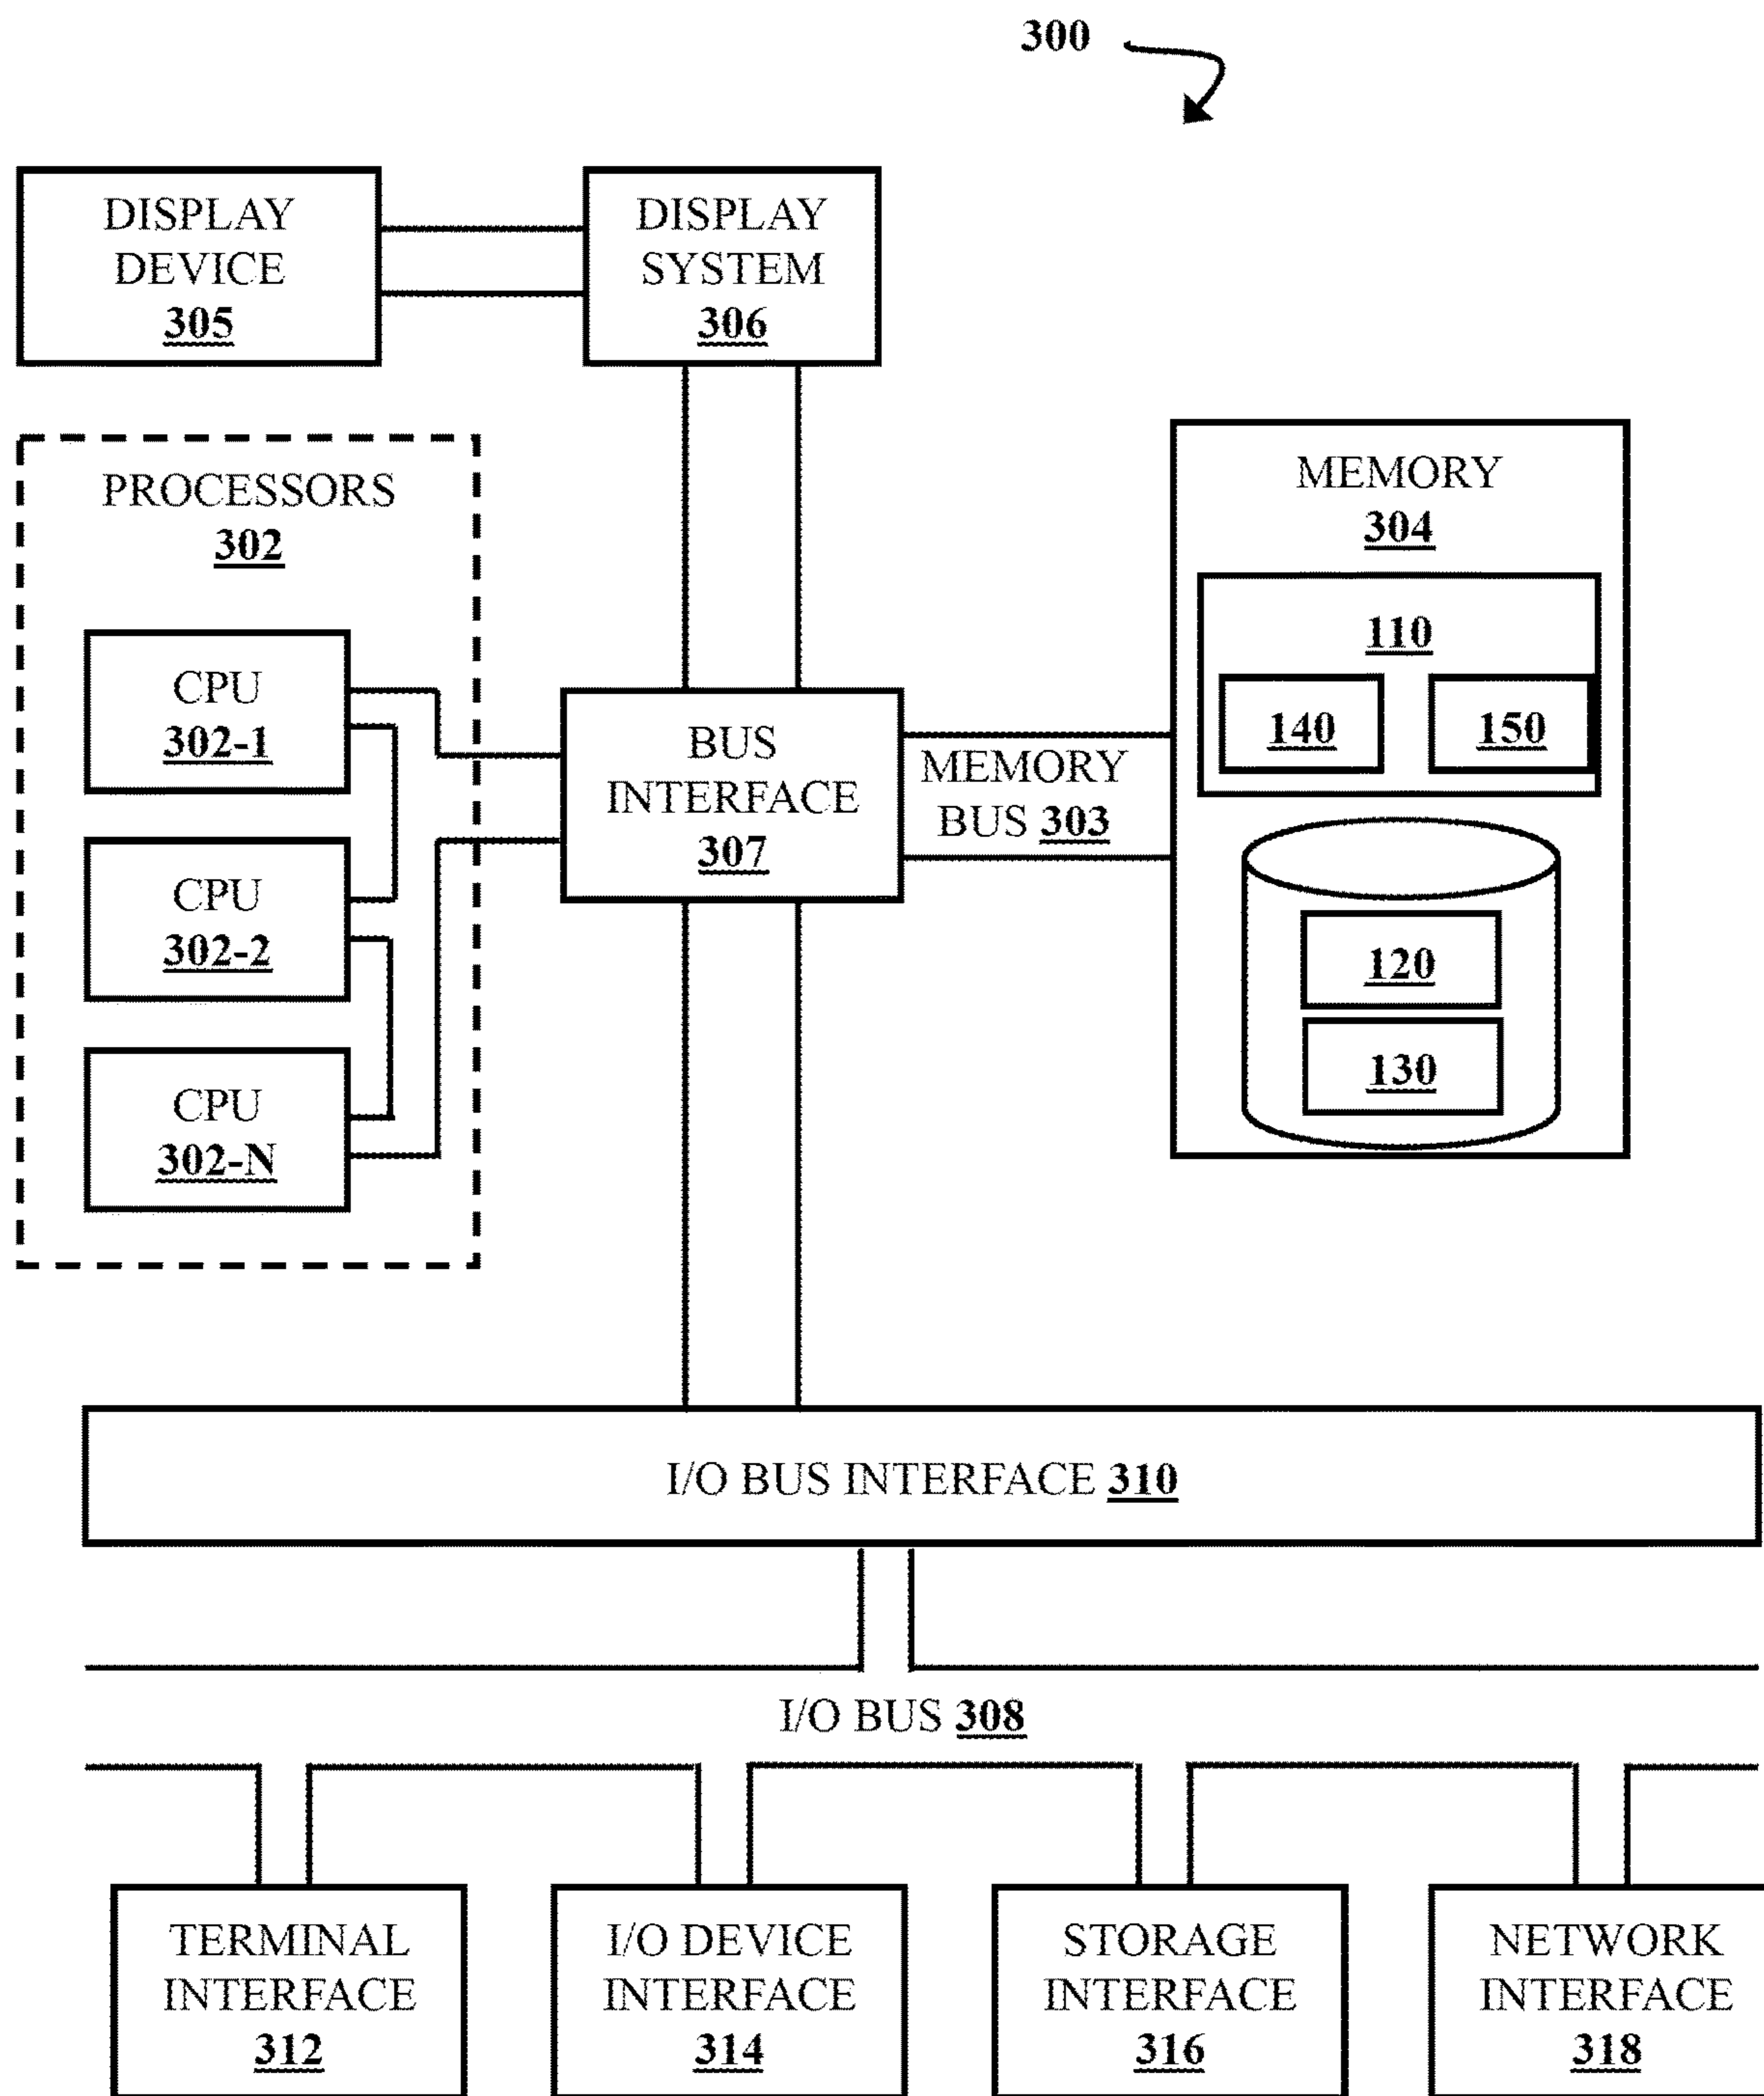 300
DISPLAY
DEVICE
305
DISPLAY
SYSTEM
306
PROCESSORS
302
CPU
302-1
CPU
302-2
CPU
302-N
BUS
INTERFACE
307
MEMORY
BUS 303
MEMORY
304
110
140
150
120
130
I/O BUS INTERFACE 310
I/O BUS 308
TERMINAL
INTERFACE
312
I/O DEVICE
INTERFACE
314
STORAGE
INTERFACE
316
NETWORK
INTERFACE
318